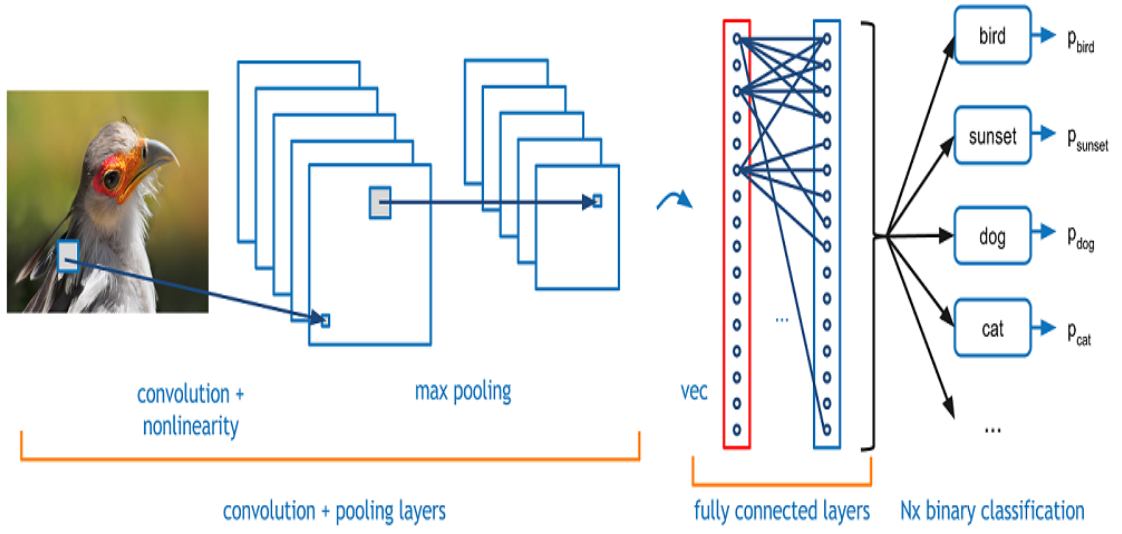 bird
p_bird
sunset
p_sunset
dog
p_dog
cat
p_cat
...
...
convolution +
nonlinearity
max pooling
vec
convolution + pooling layers
fully connected layers
Nx binary classification